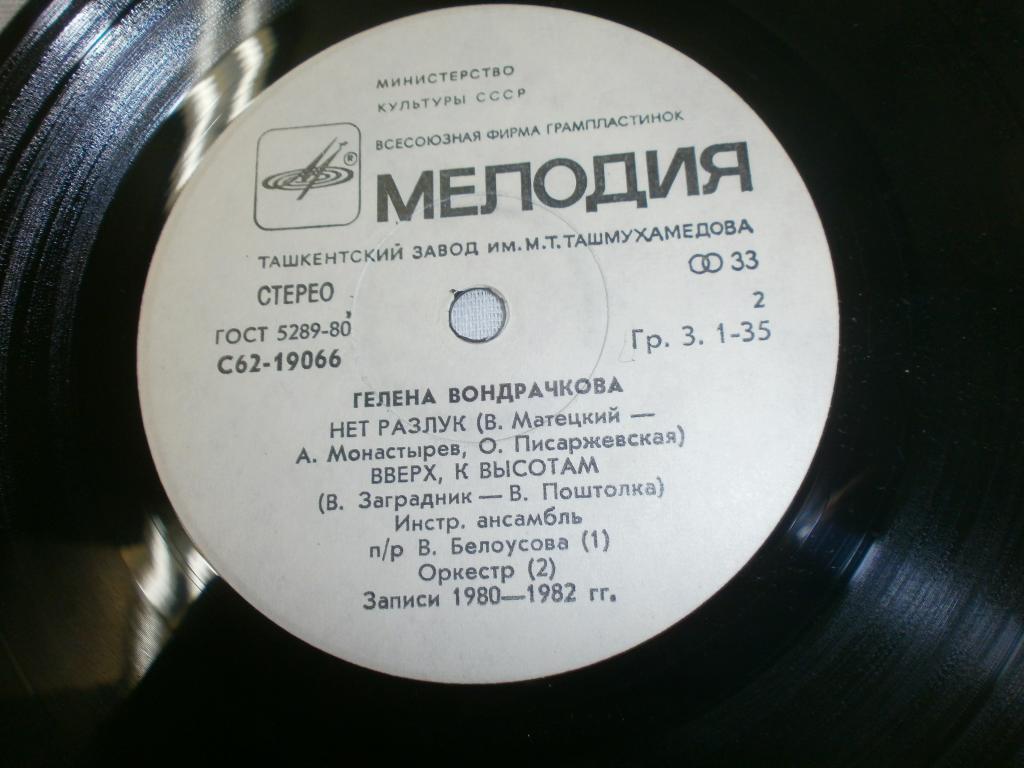 МИНИСТЕРСТВО
КУЛЬТУРЫ СССР
ВСЕСОЮЗНАЯ ФИРМА ГРАМПЛАСТИНОК
®
МЕЛОДИЯ
ТАШКЕНТСКИЙ ЗАВОД ИМ. М.Т. ТАШМУХАМЕДОВА
СТЕРЕО
33
ГОСТ 5289-80
2
С62-19066
Гр. 3. 1-35
ГЕЛЕНА ВОНДРАЧКОВА
НЕТ РАЗЛУК (В. Матецкий —
А. Монастырев, О. Писаржевская)
ВВЕРХ, К ВЫСОТАМ
(В. Заградник — В. Поштолка)
Инстр. ансамбль
п/р В. Белоусова (1)
Оркестр (2)
Записи 1980—1982 гг.